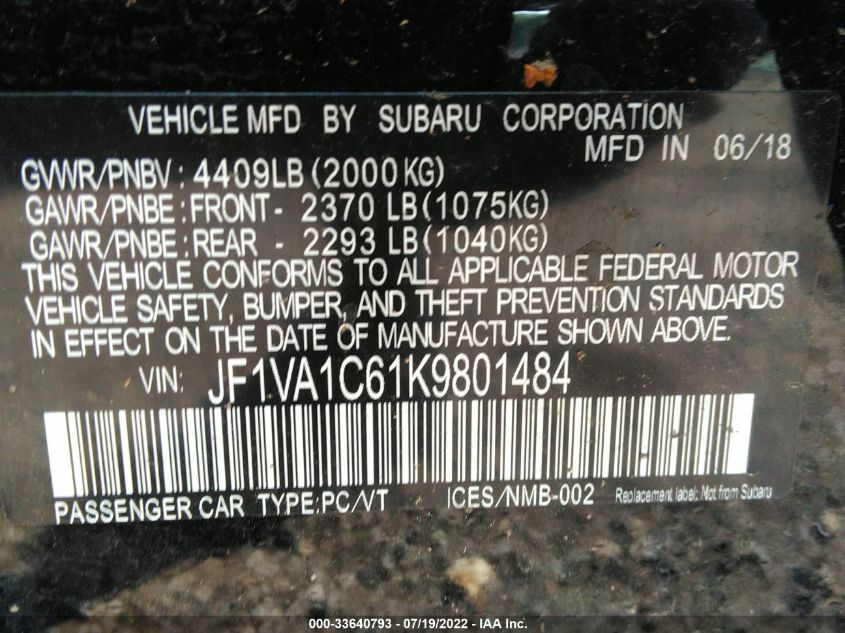 VEHICLE MFD BY SUBARU CORPORATION
MFD IN 06/18
GVWR/PNBV: 4409LB (2000KG)
GAWR/PNBE: FRONT- 2370 LB(1075KG)
GAWR/PNBE: REAR - 2293 LB(1040KG)
THIS VEHICLE CONFORMS TO ALL APPLICABLE FEDERAL MOTOR
VEHICLE SAFETY, BUMPER, AND THEFT PREVENTION STANDARDS
IN EFFECT ON THE DATE OF MANUFACTURE SHOWN ABOVE.
VIN: JF1VA1C61K9801484
PASSENGER CAR TYPE:PC/VT ICES/NMB-002 Replacement label: Not from Subaru
000-33640793 - 07/19/2022 - IAA Inc.